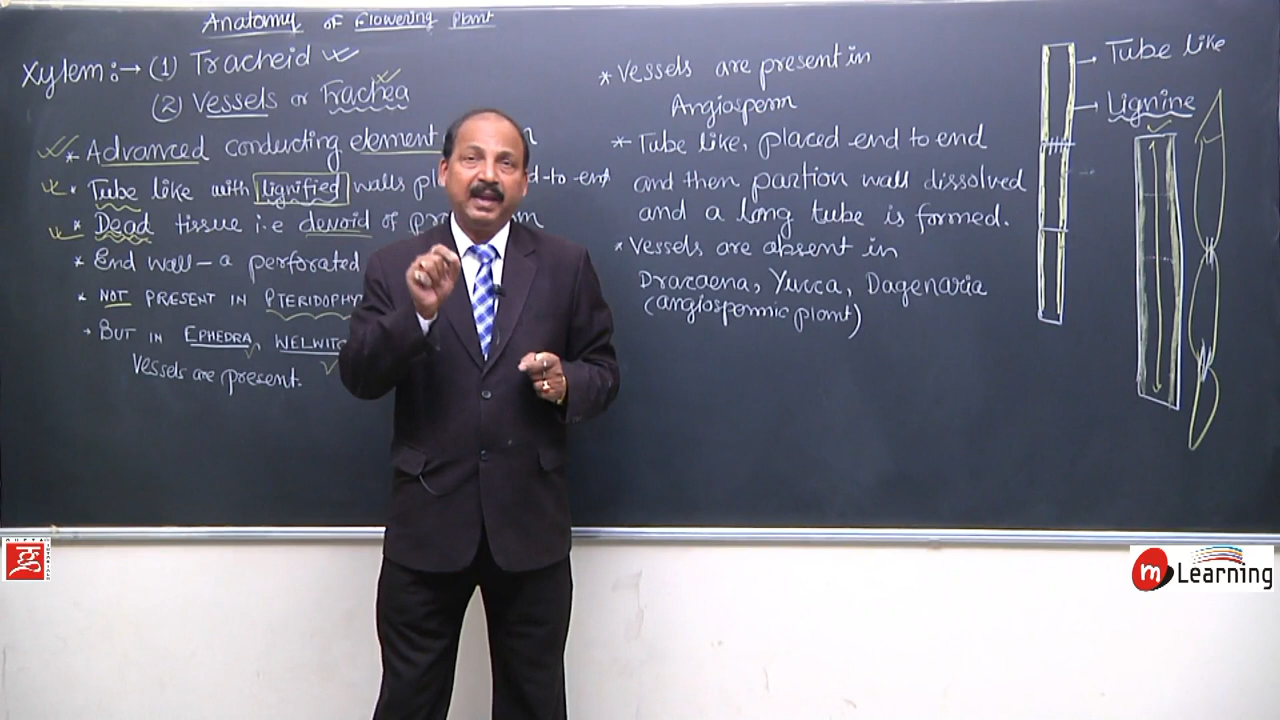 Anatomy of Flowering Plant
Xylem :→ (1) Tracheid
(2) Vessels or Trachea
* Advanced conducting element
* Tube like with lignified walls
* Dead tissue i.e devoid of
* End wall – a perforated
* NOT PRESENT IN
→ BUT IN EPHEDRA,
Vessels are present.
* Vessels are present in
Angiosperm
* Tube like, placed end to end
and then partion wall dissolved
and a long tube is formed.
* Vessels are absent in
Drazaena, Yucca, Dagenaria
(angiospermic plant)
→ Tube like
→ Lignine
m Learning